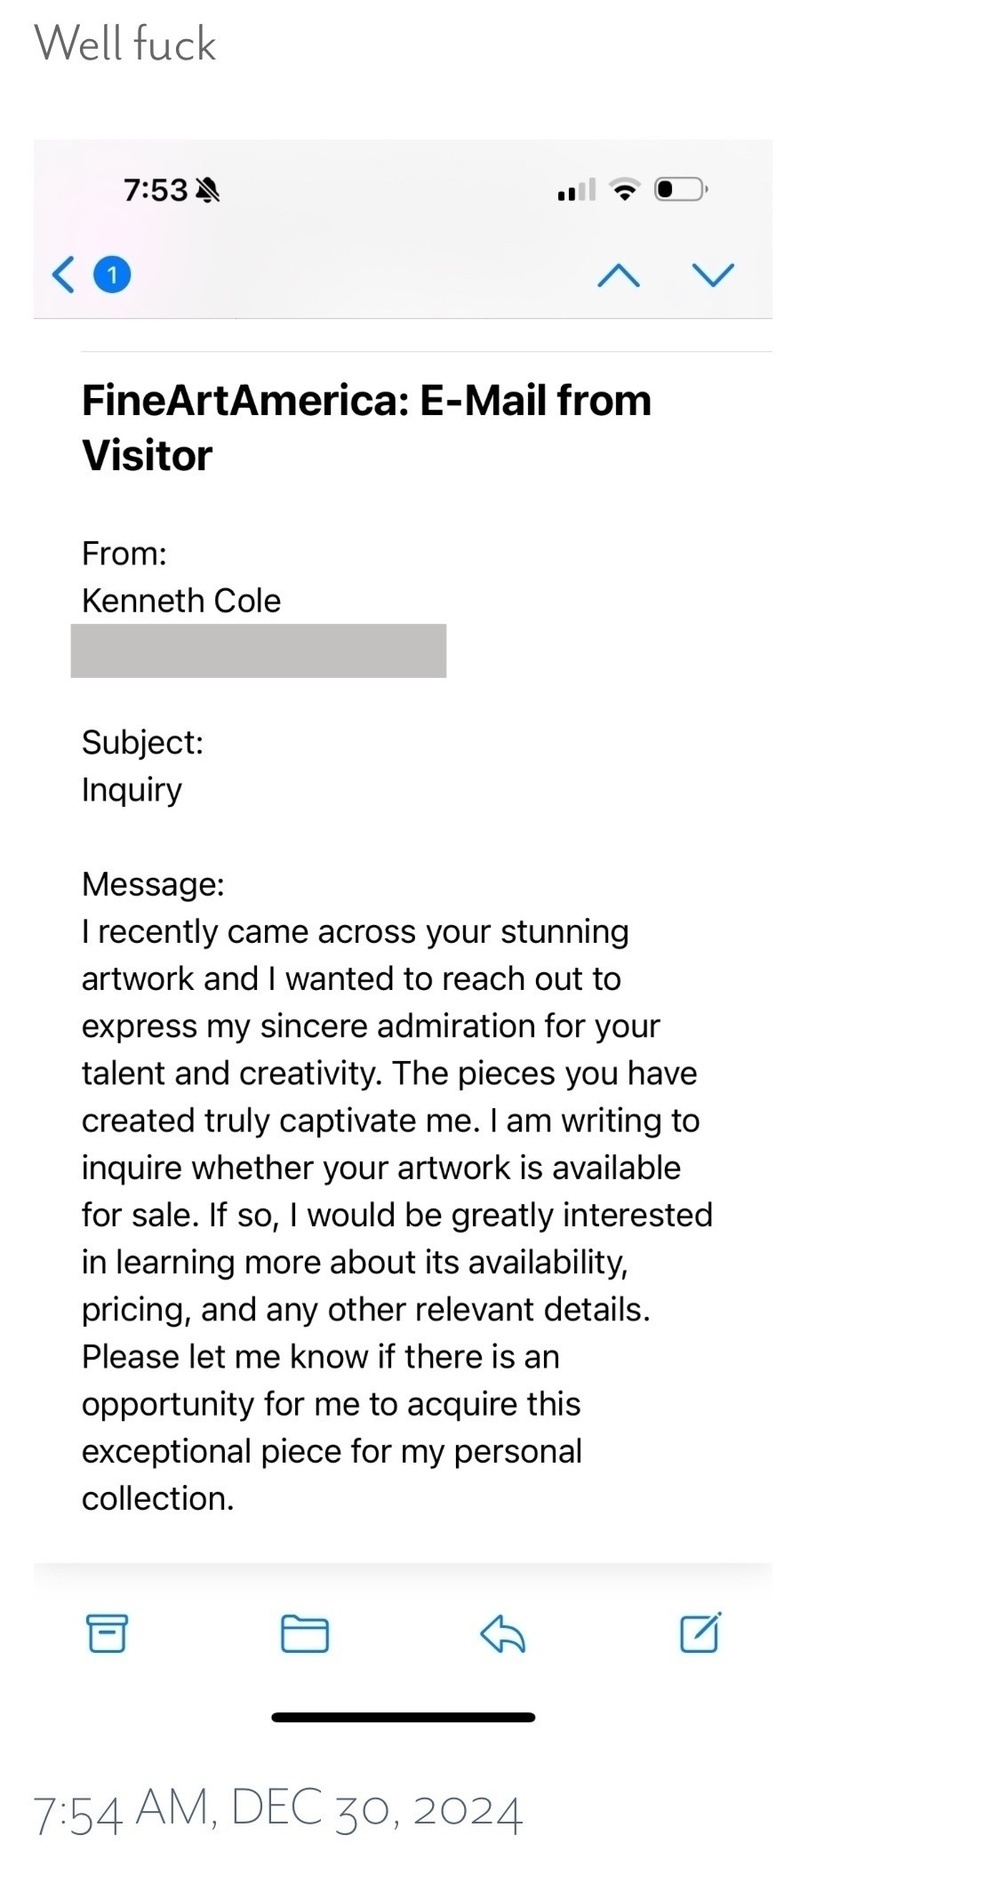 Well fuck
7:53
1
FineArtAmerica: E-Mail from
Visitor
From:
Kenneth Cole
Subject:
Inquiry
Message:
I recently came across your stunning
artwork and I wanted to reach out to
express my sincere admiration for your
talent and creativity. The pieces you have
created truly captivate me. I am writing to
inquire whether your artwork is available
for sale. If so, I would be greatly interested
in learning more about its availability,
pricing, and any other relevant details.
Please let me know if there is an
opportunity for me to acquire this
exceptional piece for my personal
collection.
7:54 AM, DEC 30, 2024